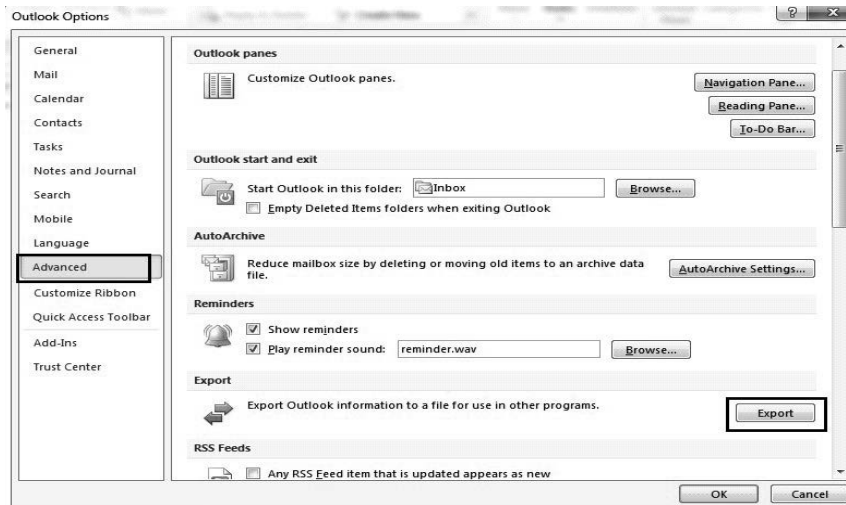 Outlook Options
General
Mail
Calendar
Contacts
Tasks
Notes and Journal
Search
Mobile
Language
Advanced
Customize Ribbon
Quick Access Toolbar
Add-Ins
Trust Center
Outlook panes
Customize Outlook panes.
Navigation Pane...
Reading Pane...
To-Do Bar...
Outlook start and exit
Start Outlook in this folder: Inbox Browse...
Empty Deleted Items folders when exiting Outlook
AutoArchive
Reduce mailbox size by deleting or moving old items to an archive data
file.
AutoArchive Settings...
Reminders
Show reminders
Play reminder sound: reminder.wav Browse...
Export
Export Outlook information to a file for use in other programs.
Export
RSS Feeds
Any RSS Feed item that is updated appears as new
OK Cancel